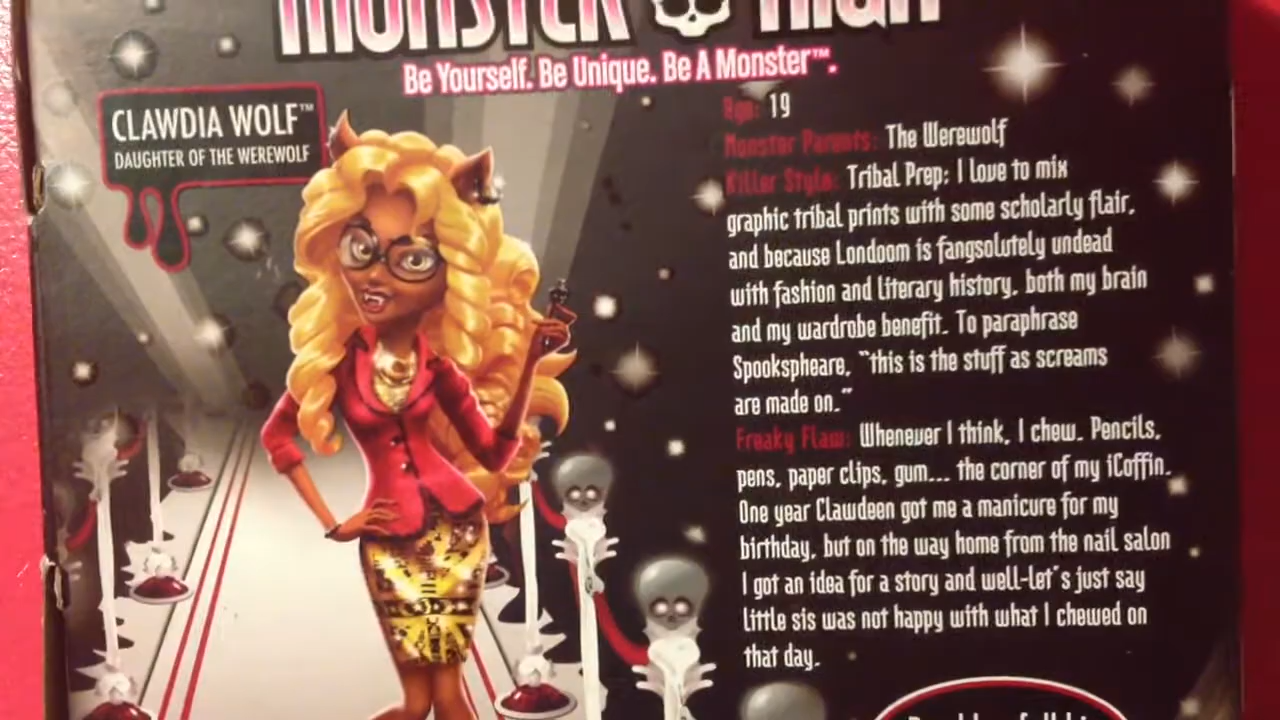 MONSTER HIGH
Be Yourself. Be Unique. Be A Monster™.
CLAWDIA WOLF™
DAUGHTER OF THE WEREWOLF
Age: 19
Monster Parents: The Werewolf
Killer Style: Tribal Prep; I love to mix
graphic tribal prints with some scholarly flair,
and because Londoom is fangsolutely undead
with fashion and literary history, both my brain
and my wardrobe benefit. To paraphrase
Spookspheare, "this is the stuff as screams
are made on."
Freaky Flaw: Whenever I think, I chew. Pencils,
pens, paper clips, gum... the corner of my iCoffin.
One year Clawdeen got me a manicure for my
birthday, but on the way home from the nail salon
I got an idea for a story and well-let's just say
little sis was not happy with what I chewed on
that day.